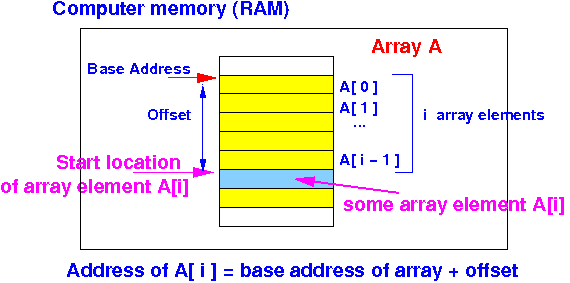 Computer memory (RAM)
Array A
Base Address
A[ 0 ]
Offset
A[ 1 ]
...
i array elements
A[ i − 1 ]
Start location
of array element A[i]
some array element A[i]
Address of A[ i ] = base address of array + offset